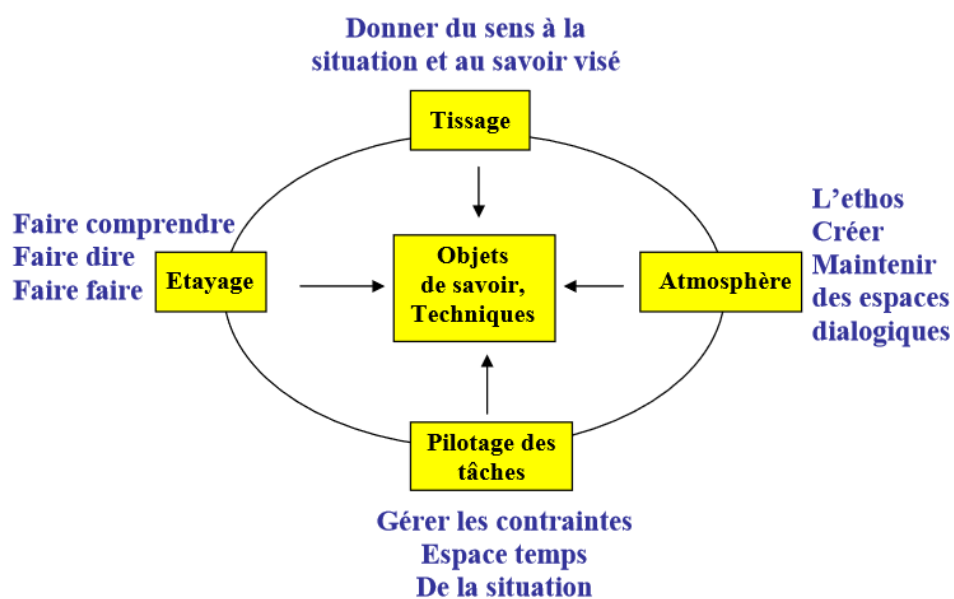 Donner du sens à la
situation et au savoir visé
Tissage
Faire comprendre
Faire dire
Faire faire
Etayage
Objets
de savoir,
Techniques
Atmosphère
L’ethos
Créer
Maintenir
des espaces
dialogiques
Pilotage des
tâches
Gérer les contraintes
Espace temps
De la situation